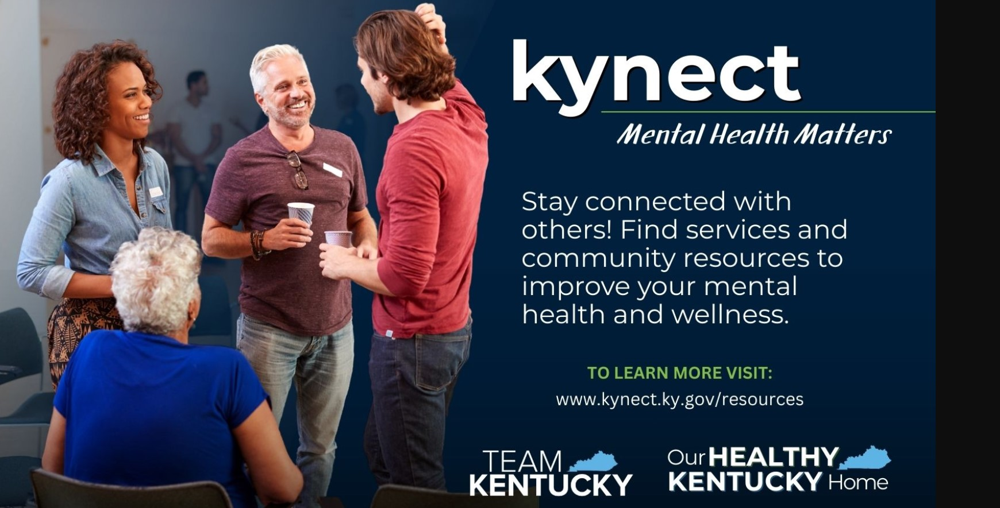 kynect
Mental Health Matters
Stay connected with
others! Find services and
community resources to
improve your mental
health and wellness.
TO LEARN MORE VISIT:
www.kynect.ky.gov/resources
TEAM
KENTUCKY
Our HEALTHY
KENTUCKY Home